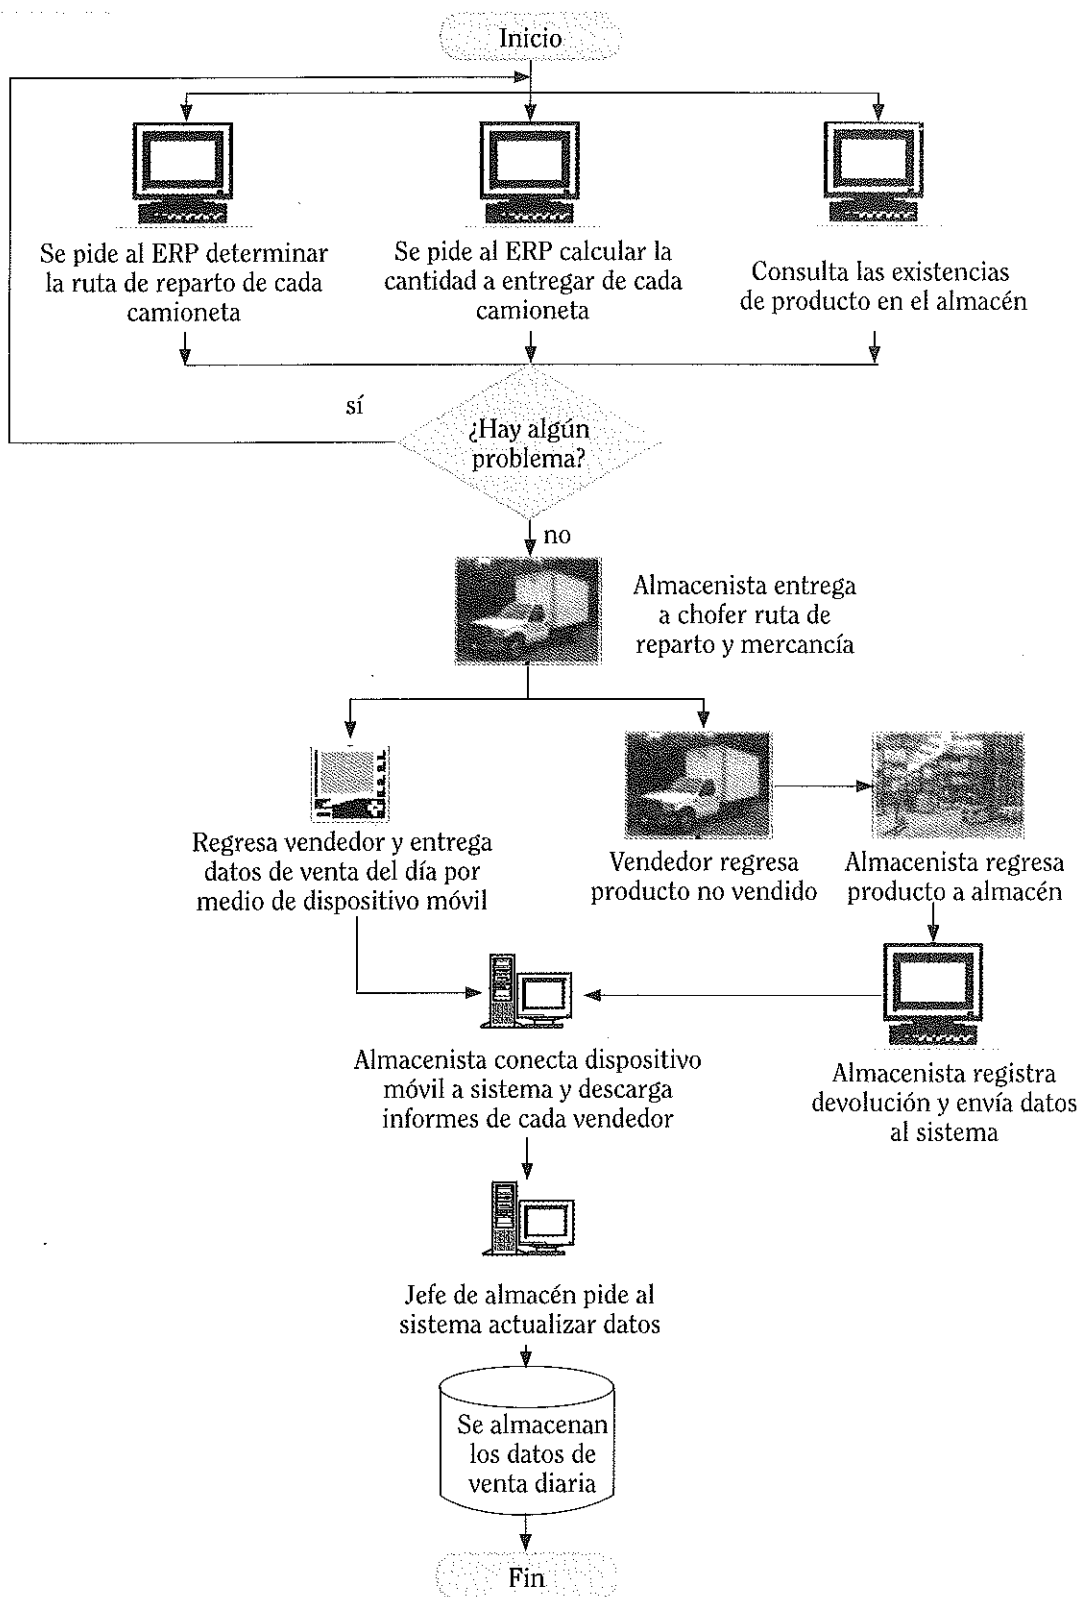 Inicio
Se pide al ERP determinar
la ruta de reparto de cada
camioneta
Se pide al ERP calcular la
cantidad a entregar de cada
camioneta
Consulta las existencias
de producto en el almacén
sí
¿Hay algún
problema?
no
Almacenista entrega
a chofer ruta de
reparto y mercancía
Regresa vendedor y entrega
datos de venta del día por
medio de dispositivo móvil
Vendedor regresa
producto no vendido
Almacenista regresa
producto a almacén
Almacenista conecta dispositivo
móvil a sistema y descarga
informes de cada vendedor
Almacenista registra
devolución y envía datos
al sistema
Jefe de almacén pide al
sistema actualizar datos
Se almacenan
los datos de
venta diaria
Fin